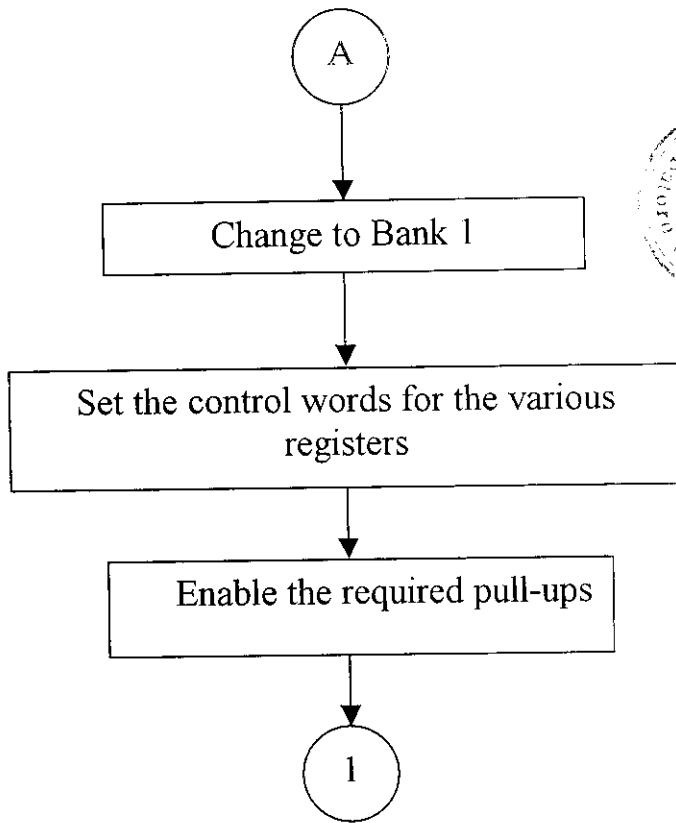 A
Change to Bank 1
Set the control words for the various
registers
Enable the required pull-ups
1